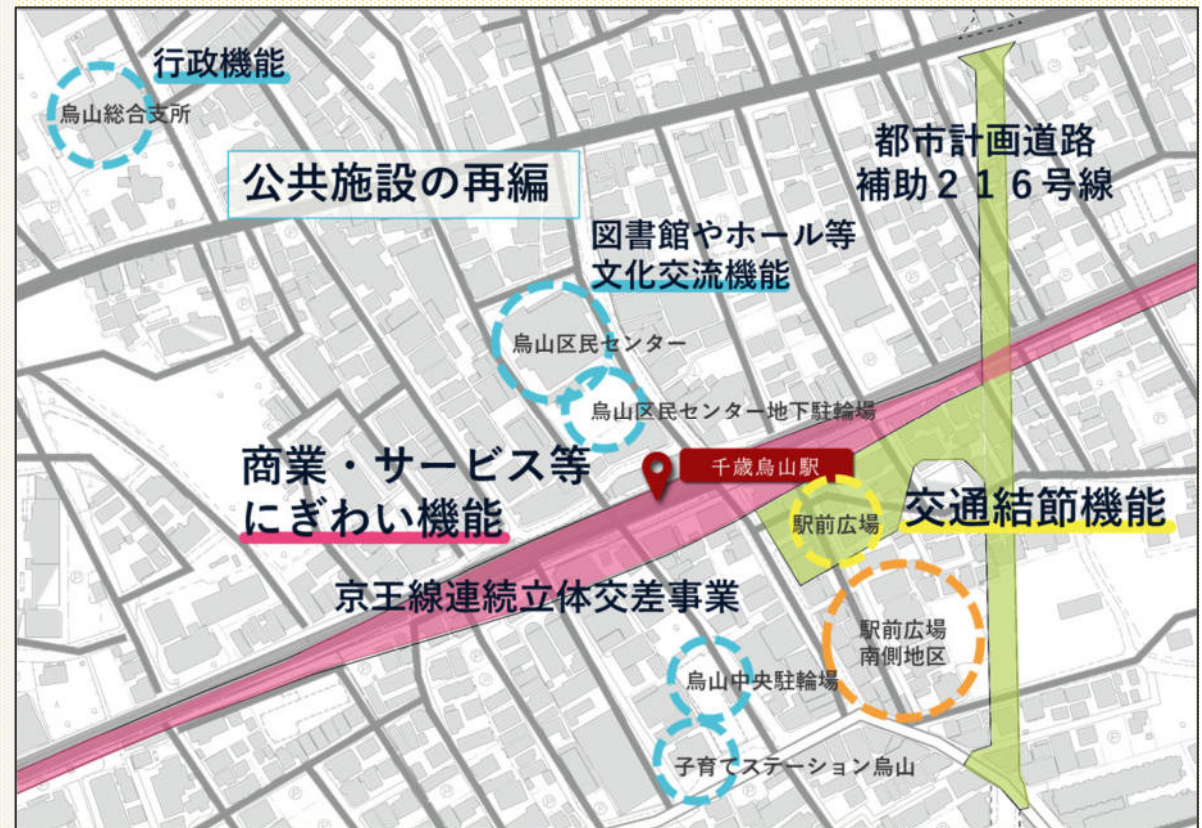 行政機能
烏山総合支所
公共施設の再編
都市計画道路
補助216号線
図書館やホール等
文化交流機能
烏山区民センター
烏山区民センター地下駐輪場
商業・サービス等
にぎわい機能
千歳烏山駅
駅前広場
交通結節機能
京王線連続立体交差事業
駅前広場
南側地区
烏山中央駐輪場
子育てステーション烏山